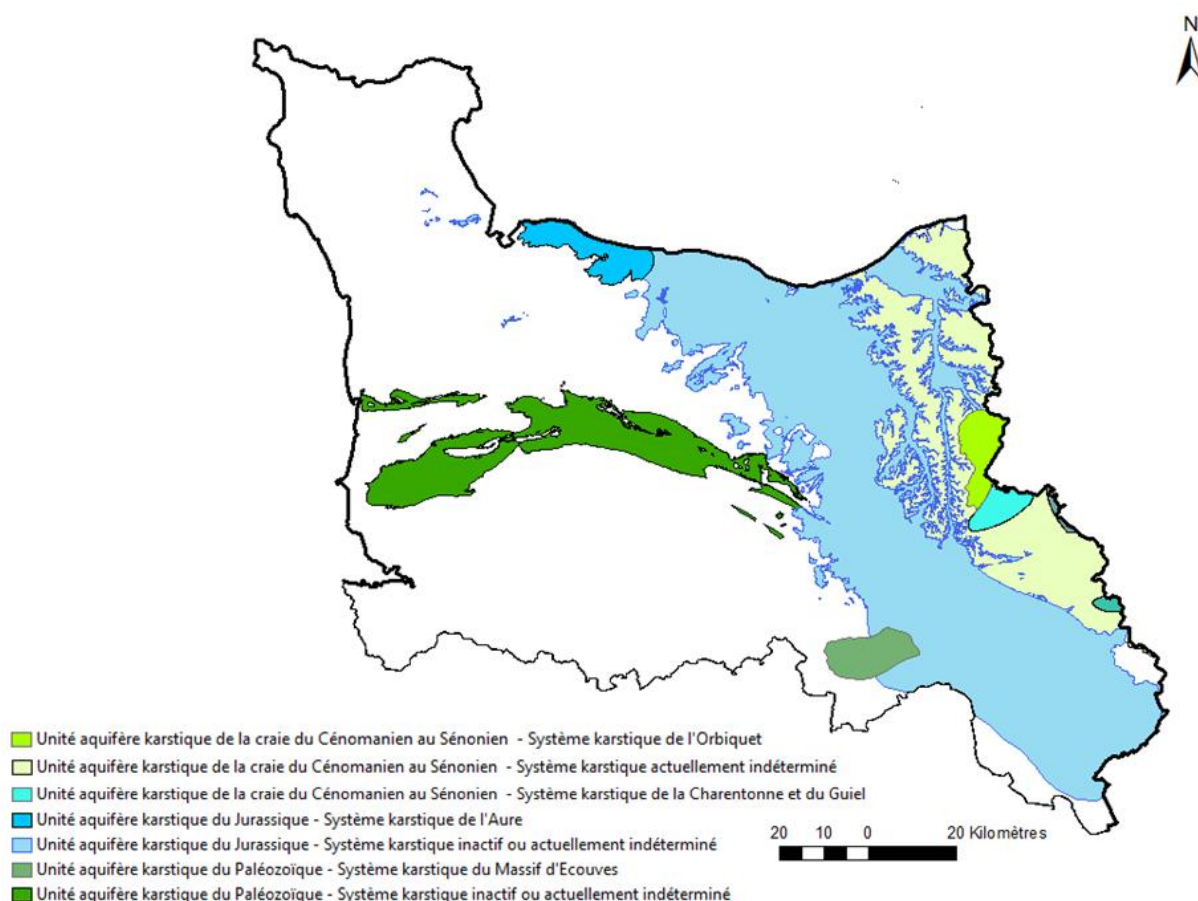 N
Unité aquifère karstique de la craie du Cénomanien au Sénonien - Système karstique de l'Orbiquet
Unité aquifère karstique de la craie du Cénomanien au Sénonien - Système karstique actuellement indéterminé
Unité aquifère karstique de la craie du Cénomanien au Sénonien - Système karstique de la Charentonne et du Guiel
Unité aquifère karstique du Jurassique - Système karstique de l'Aure
Unité aquifère karstique du Jurassique - Système karstique inactif ou actuellement indéterminé
Unité aquifère karstique du Paléozoïque - Système karstique du Massif d'Ecouves
Unité aquifère karstique du Paléozoïque - Système karstique inactif ou actuellement indéterminé
20 10 0 20 Kilomètres